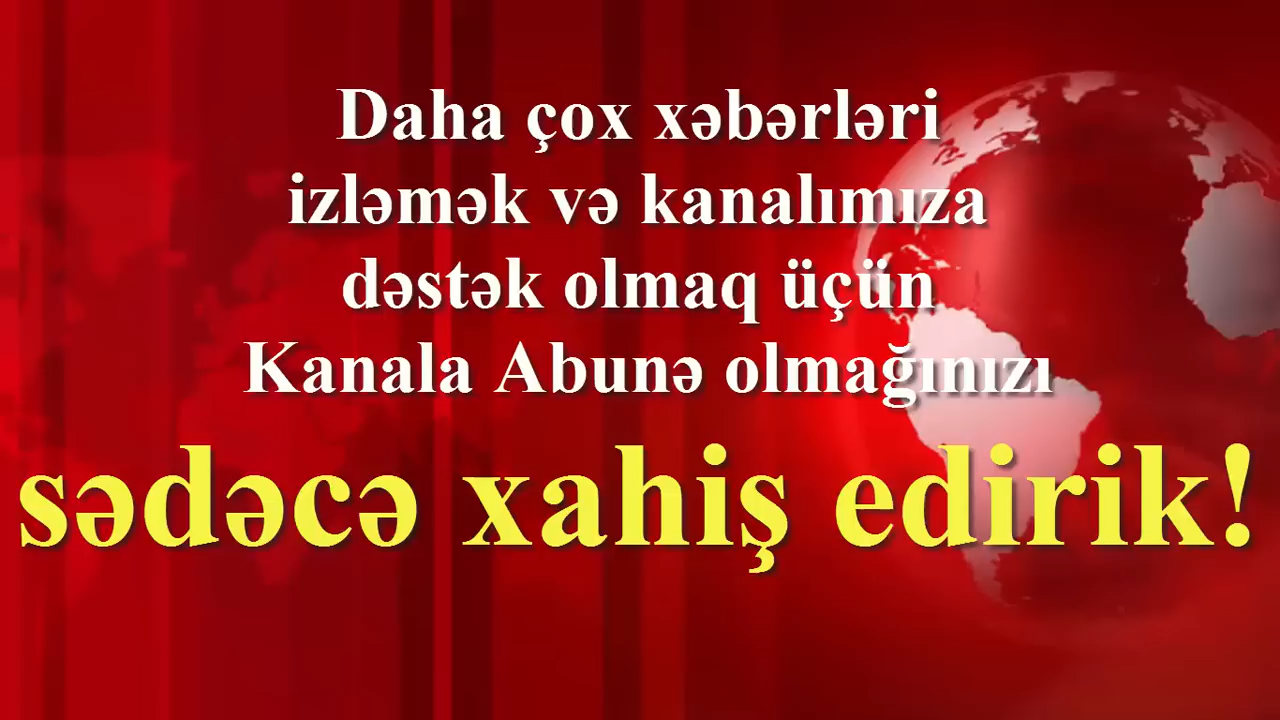 Daha çox xəbərləri
izləmək və kanalımıza
dəstək olmaq üçün
Kanala Abunə olmağınızı
sədəcə xahiş edirik!